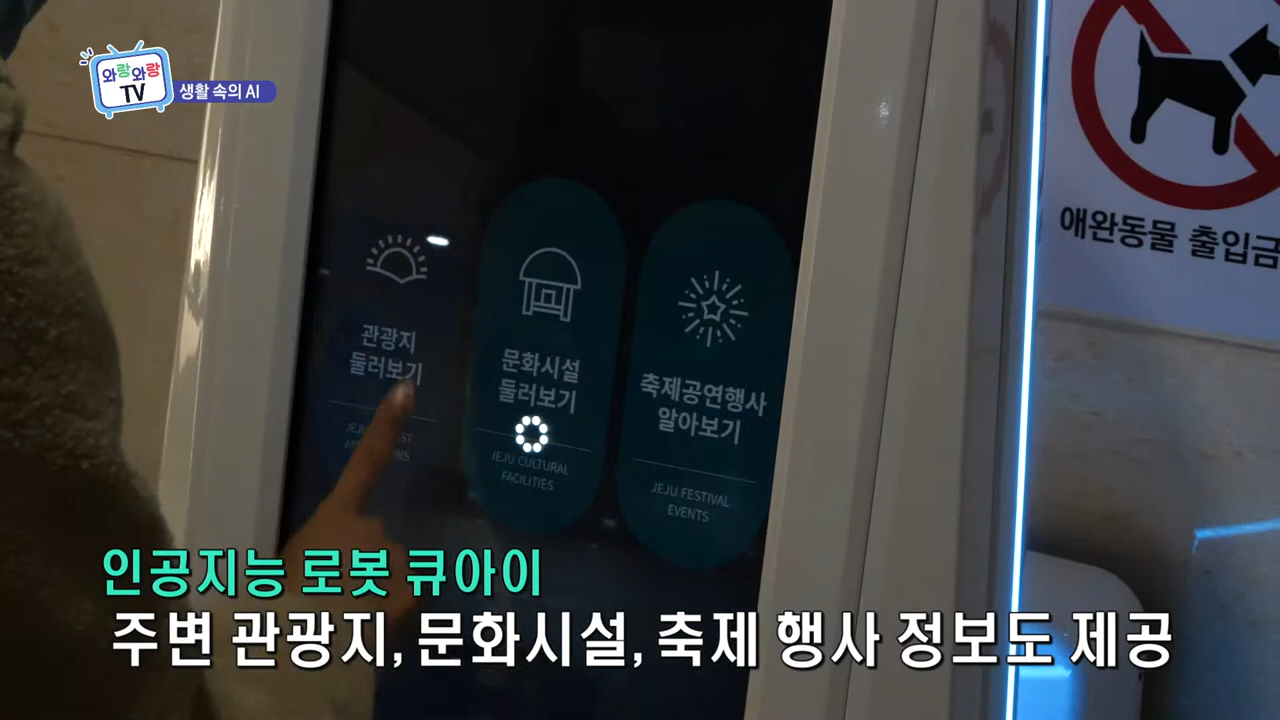 와랑와랑
TV
생활 속의 AI
애완동물 출입금
관광지
둘러보기
문화시설
둘러보기
JEJU CULTURAL
FACILITIES
축제공연행사
알아보기
JEJU FESTIVAL
EVENTS
인공지능 로봇 큐아이
주변 관광지, 문화시설, 축제 행사 정보도 제공